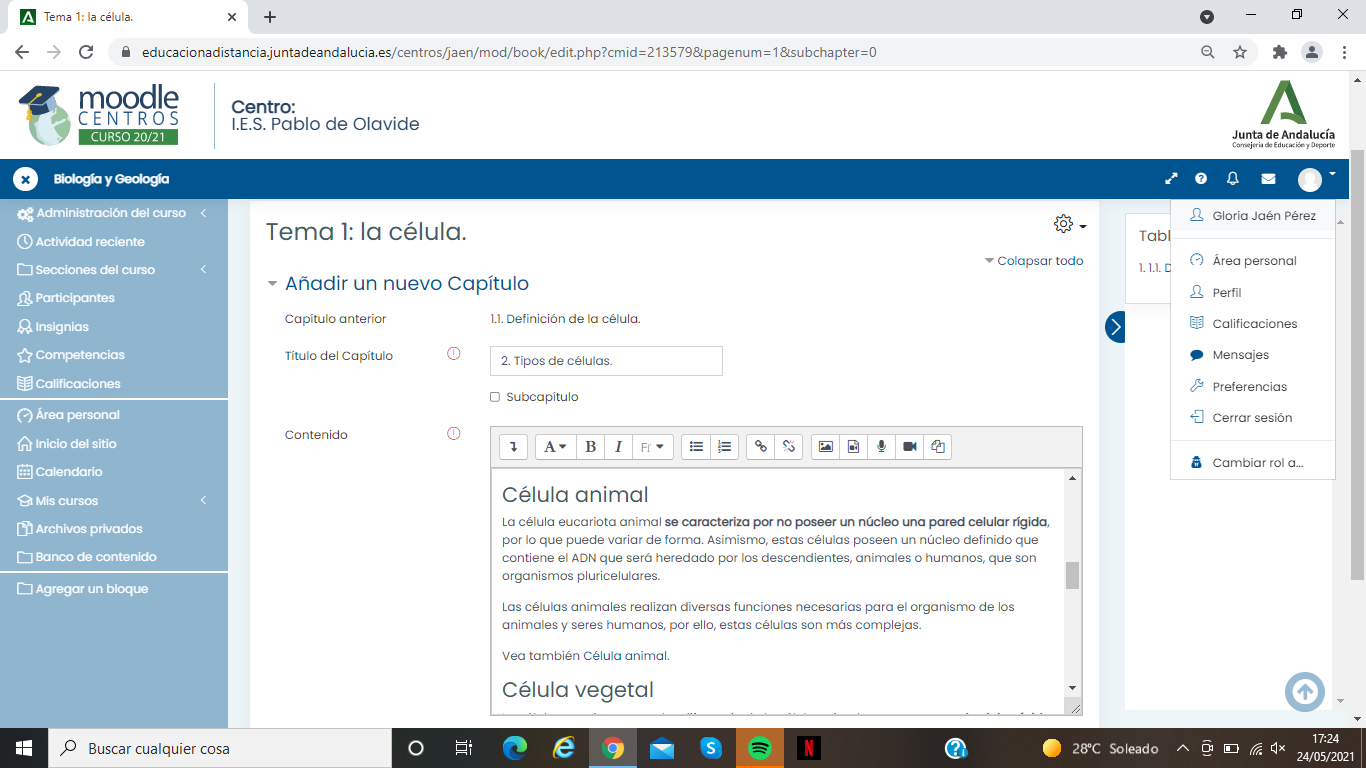 Tema 1: la célula.
educacionadistancia.juntadeandalucia.es/centros/jaen/mod/book/edit.php?cmid=213579&pagenum=1&subchapter=0
moodle
CENTROS
CURSO 20/21
Centro:
I.E.S. Pablo de Olavide
Junta de Andalucía
Consejería de Educación y Deporte
Biología y Geología
Administración del curso
Actividad reciente
Secciones del curso
Participantes
Insignias
Competencias
Calificaciones
Área personal
Inicio del sitio
Calendario
Mis cursos
Archivos privados
Banco de contenido
Agregar un bloque
Tema 1: la célula.
Colapsar todo
Añadir un nuevo Capítulo
Capítulo anterior
1.1. Definición de la célula.
Título del Capítulo
2. Tipos de células.
Subcapítulo
Contenido
A B I Fr
Célula animal
La célula eucariota animal se caracteriza por no poseer un núcleo una pared celular rígida,
por lo que puede variar de forma. Asimismo, estas células poseen un núcleo definido que
contiene el ADN que será heredado por los descendientes, animales o humanos, que son
organismos pluricelulares.
Las células animales realizan diversas funciones necesarias para el organismo de los
animales y seres humanos, por ello, estas células son más complejas.
Vea también Célula animal.
Célula vegetal
Tabl
1. 1.1. D
Gloria Jaén Pérez
Área personal
Perfil
Calificaciones
Mensajes
Preferencias
Cerrar sesión
Cambiar rol a...
Buscar cualquier cosa
28°C Soleado
17:24
24/05/2021